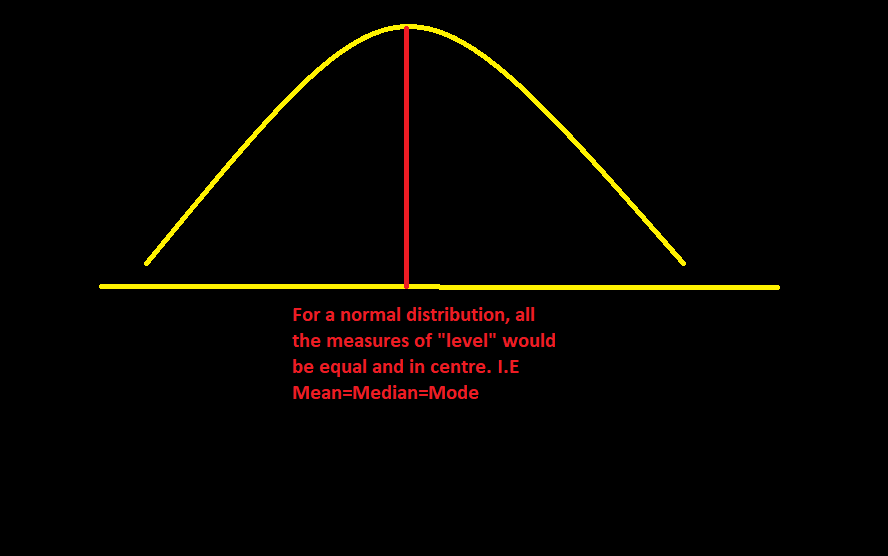 For a normal distribution, all
the measures of "level" would
be equal and in centre. I.E
Mean=Median=Mode